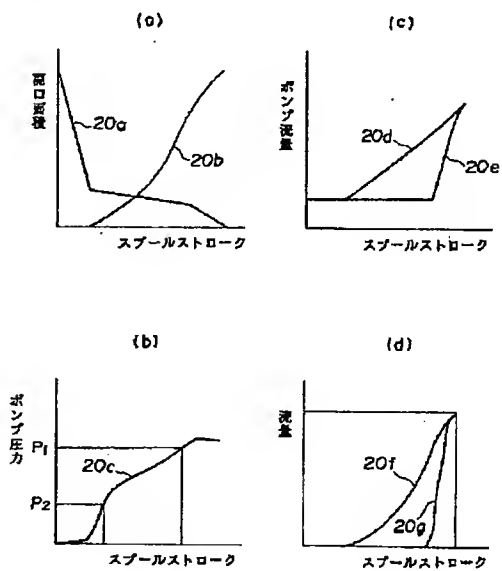 (a)
開口面積
20a
20b
スプールストローク
(c)
ポンプ流量
20d
20e
スプールストローク
(b)
ポンプ圧力
P1
P2
20c
スプールストローク
(d)
流量
20f
20g
スプールストローク